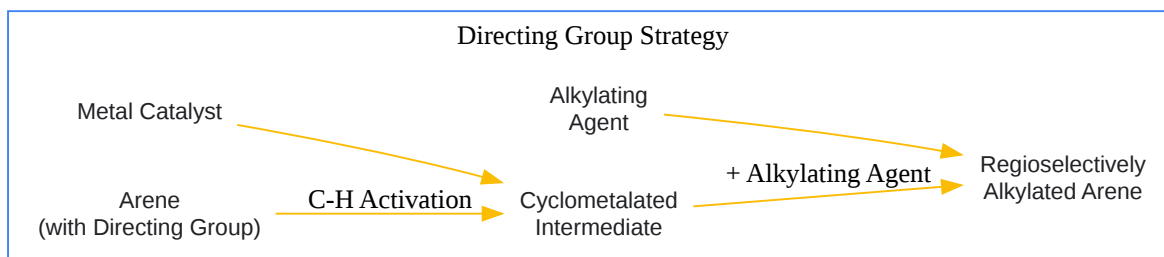 Directing Group Strategy
Metal Catalyst
Alkylating
Agent
Arene
(with Directing Group)
C-H Activation
Cyclometalated
Intermediate
+ Alkylating Agent
Regioselectively
Alkylated Arene